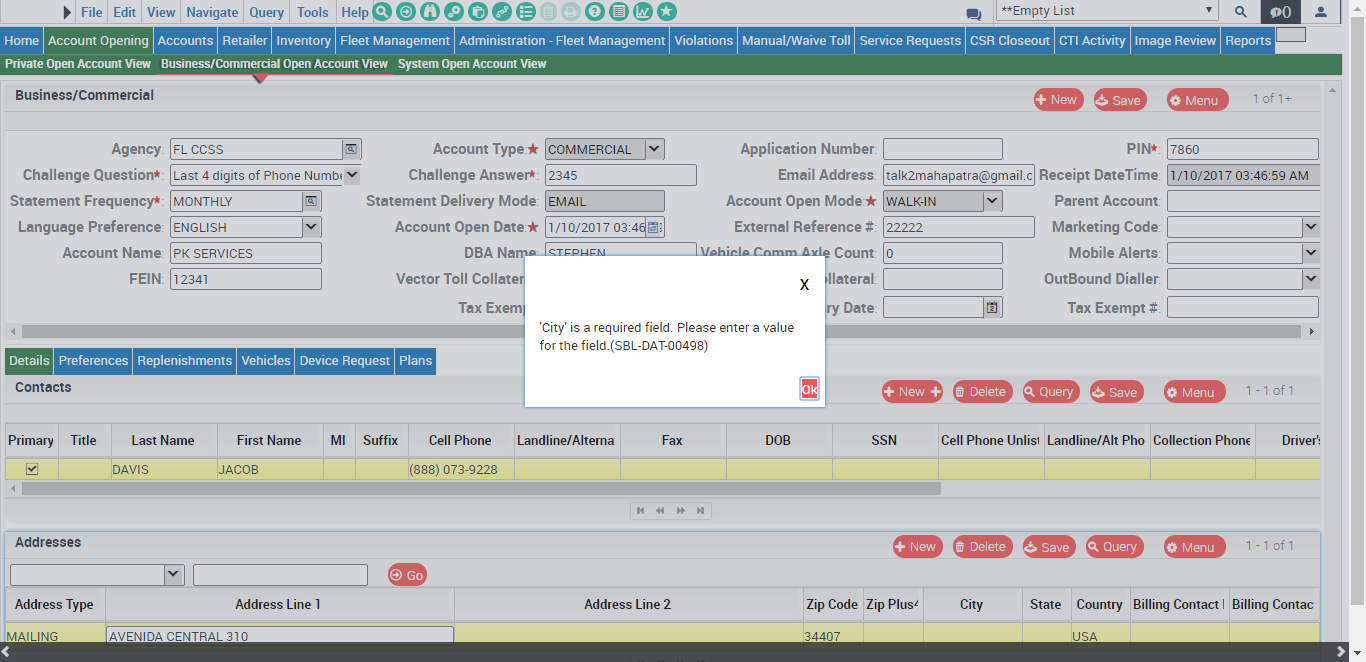 File Edit View Navigate Query Tools Help **Empty List 0
Home Account Opening Accounts Retailer Inventory Fleet Management Administration - Fleet Management Violations Manual/Waive Toll Service Requests CSR Closeout CTI Activity Image Review Reports
Private Open Account View Business/Commercial Open Account View System Open Account View
Business/Commercial New Save Menu 1 of 1+
Agency: FL CCSS Account Type★ COMMERCIAL Application Number: PIN*: 7860
Challenge Question*: Last 4 digits of Phone Numbe Challenge Answer*: 2345 Email Address: talk2mahapatra@gmail.c Receipt DateTime: 1/10/2017 03:46:59 AM
Statement Frequency*: MONTHLY Statement Delivery Mode: EMAIL Account Open Mode★ WALK-IN Parent Account:
Language Preference: ENGLISH Account Open Date★ 1/10/2017 03:46 External Reference #: 22222 Marketing Code:
Account Name: PK SERVICES DBA Name: STEPHEN Vehicle Comm Axle Count: 0 Mobile Alerts:
FEIN: 12341 Vector Toll Collater ollateral: OutBound Dialler:
Tax Exemp ry Date: Tax Exempt #:
X
'City' is a required field. Please enter a value
for the field.(SBL-DAT-00498)
Ok
Details Preferences Replenishments Vehicles Device Request Plans
Contacts New Delete Query Save Menu 1 - 1 of 1
Primary Title Last Name First Name MI Suffix Cell Phone Landline/Alterna Fax DOB SSN Cell Phone Unlist Landline/Alt Pho Collection Phone Driver's
DAVIS JACOB (888) 073-9228
Addresses New Delete Save Query Menu 1 - 1 of 1
Go
Address Type Address Line 1 Address Line 2 Zip Code Zip Plus4 City State Country Billing Contact Billing Contac
MAILING AVENIDA CENTRAL 310 34407 USA